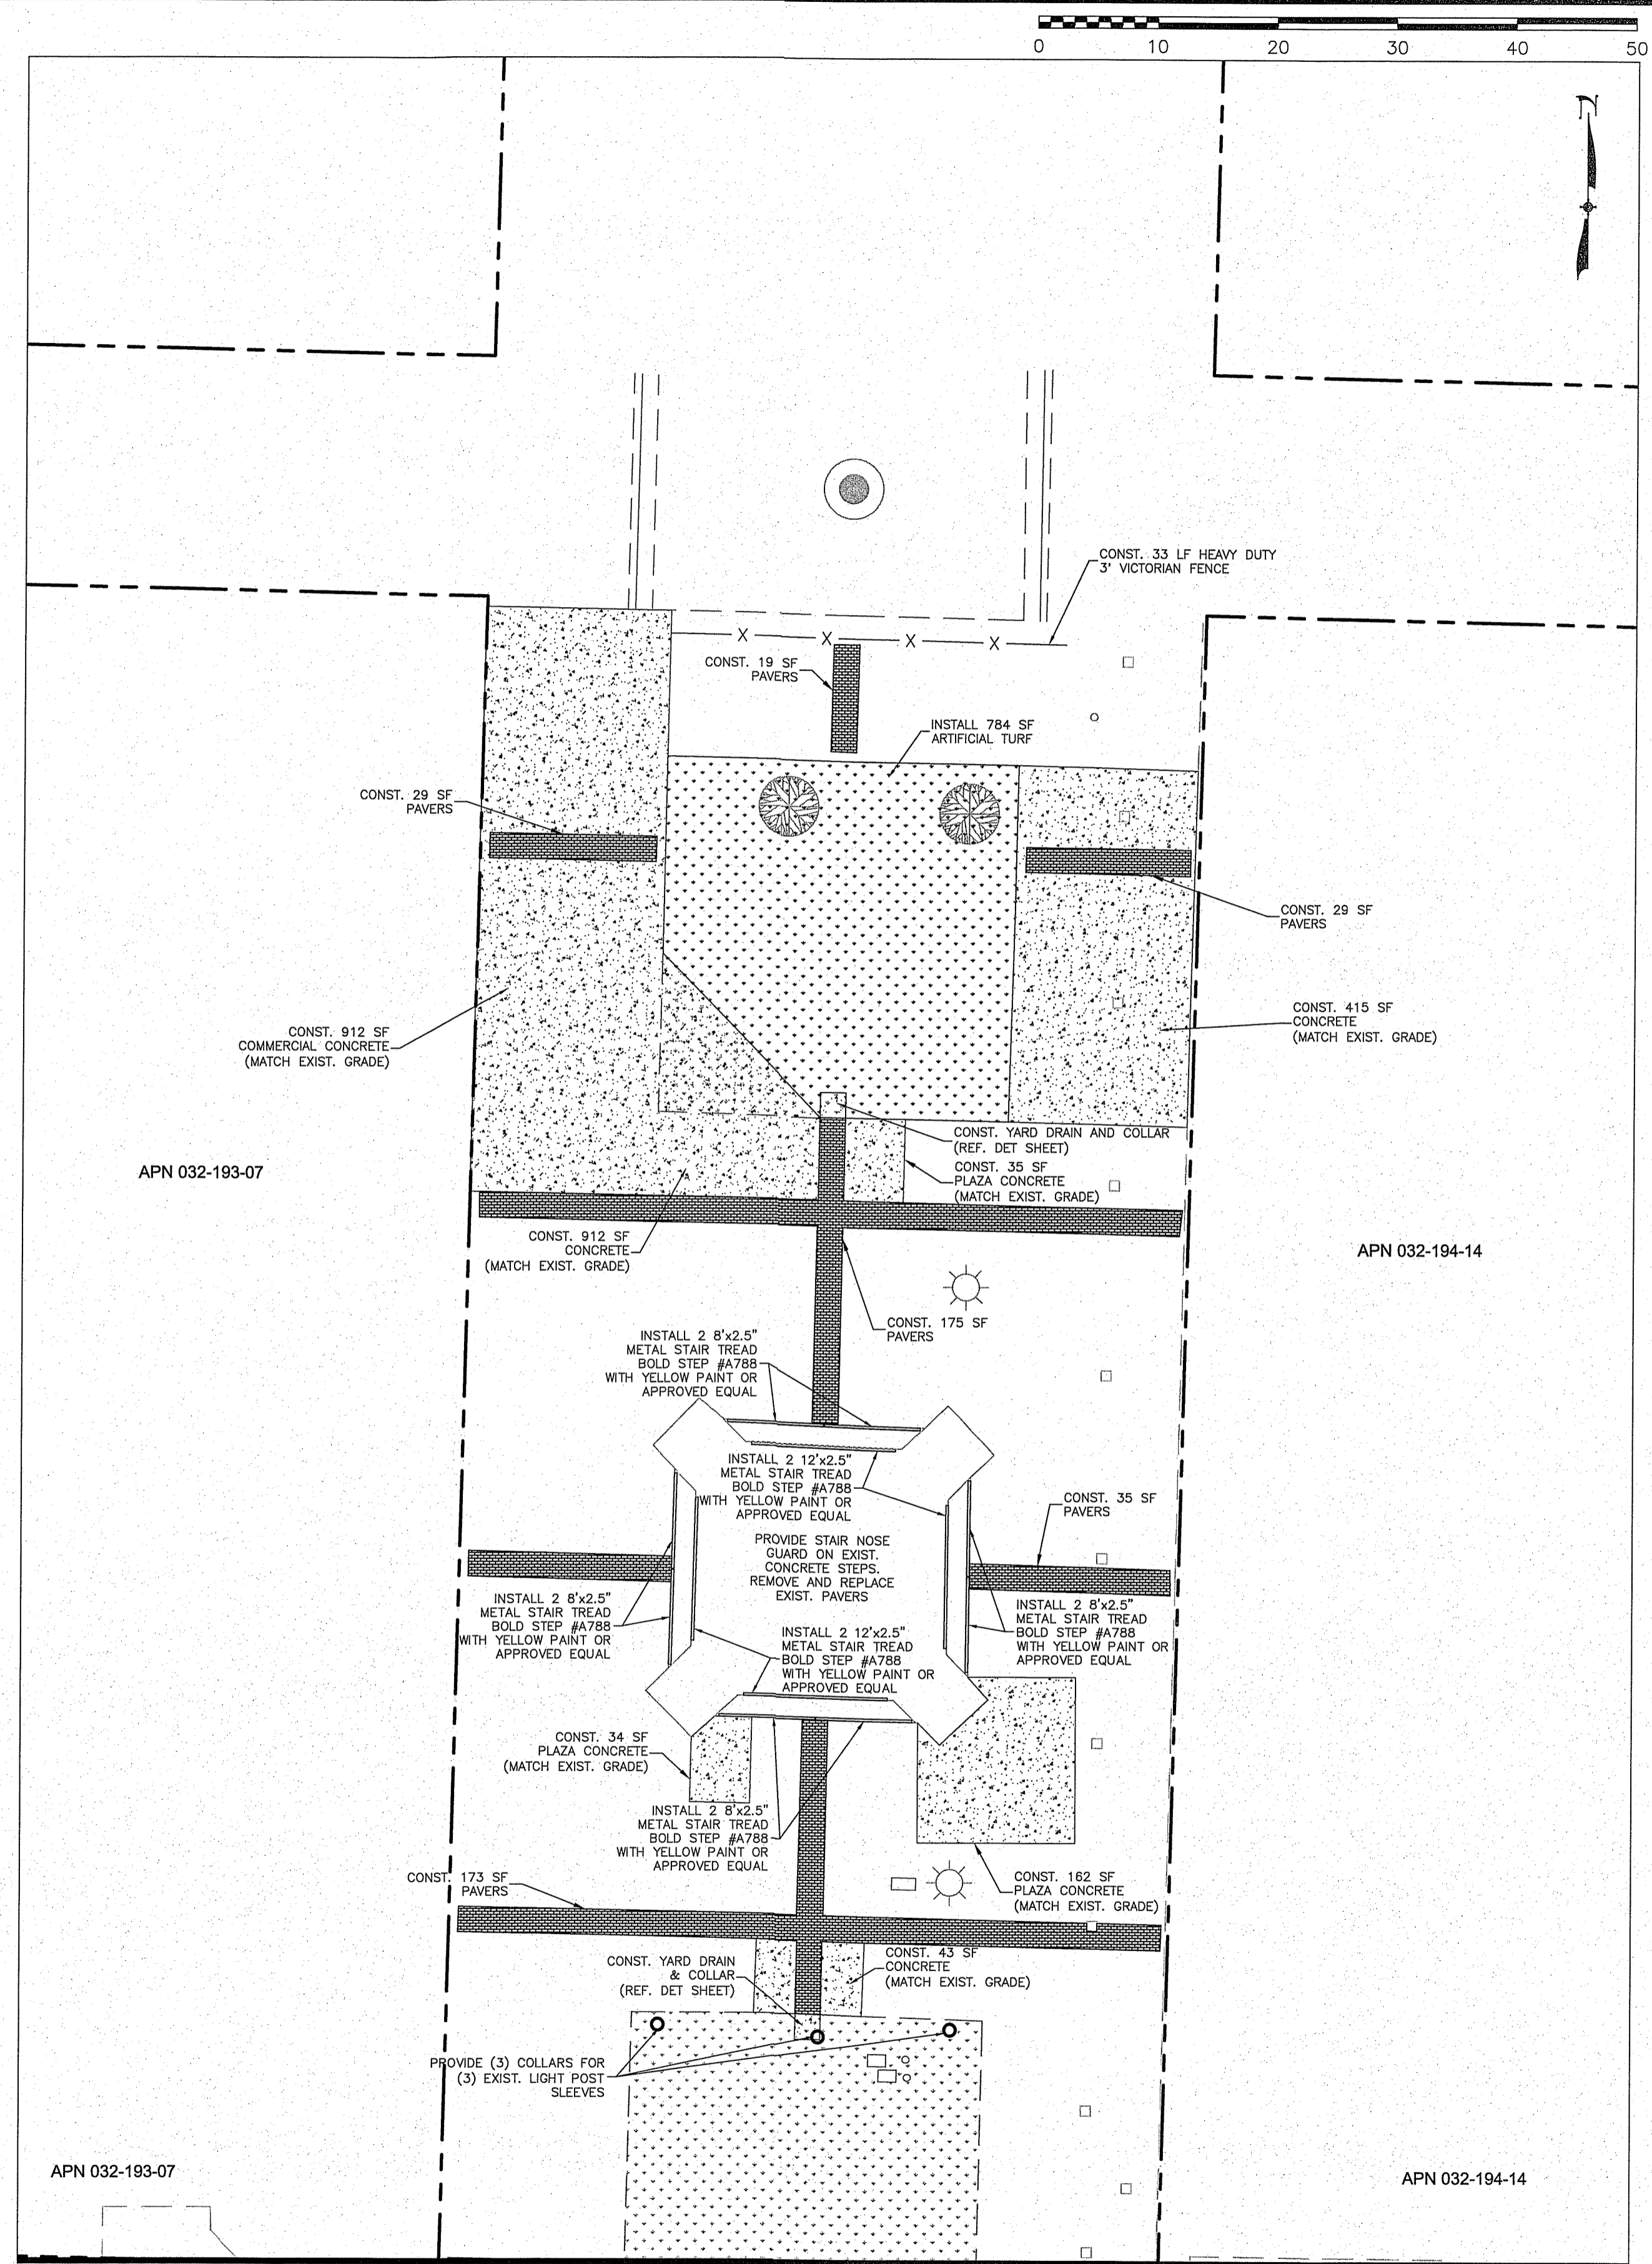 0 10 20 30 40 50
CONST. 33 LF HEAVY DUTY
3' VICTORIAN FENCE
X X X X
CONST. 19 SF
PAVERS
INSTALL 784 SF
ARTIFICIAL TURF
CONST. 29 SF
PAVERS
CONST. 29 SF
PAVERS
CONST. 912 SF
COMMERCIAL CONCRETE
(MATCH EXIST. GRADE)
CONST. 415 SF
CONCRETE
(MATCH EXIST. GRADE)
CONST. YARD DRAIN AND COLLAR
(REF. DET SHEET)
CONST. 35 SF
PLAZA CONCRETE
(MATCH EXIST. GRADE)
APN 032-193-07
CONST. 912 SF
CONCRETE
(MATCH EXIST. GRADE)
APN 032-194-14
CONST. 175 SF
PAVERS
INSTALL 2 8'x2.5"
METAL STAIR TREAD
BOLD STEP #A788
WITH YELLOW PAINT OR
APPROVED EQUAL
INSTALL 2 12'x2.5"
METAL STAIR TREAD
BOLD STEP #A788
WITH YELLOW PAINT OR
APPROVED EQUAL
CONST. 35 SF
PAVERS
PROVIDE STAIR NOSE
GUARD ON EXIST.
CONCRETE STEPS.
REMOVE AND REPLACE
EXIST. PAVERS
INSTALL 2 8'x2.5"
METAL STAIR TREAD
BOLD STEP #A788
WITH YELLOW PAINT OR
APPROVED EQUAL
INSTALL 2 8'x2.5"
METAL STAIR TREAD
BOLD STEP #A788
WITH YELLOW PAINT OR
APPROVED EQUAL
INSTALL 2 12'x2.5"
METAL STAIR TREAD
BOLD STEP #A788
WITH YELLOW PAINT OR
APPROVED EQUAL
CONST. 34 SF
PLAZA CONCRETE
(MATCH EXIST. GRADE)
INSTALL 2 8'x2.5"
METAL STAIR TREAD
BOLD STEP #A788
WITH YELLOW PAINT OR
APPROVED EQUAL
CONST. 173 SF
PAVERS
CONST. 162 SF
PLAZA CONCRETE
(MATCH EXIST. GRADE)
CONST. YARD DRAIN
& COLLAR
(REF. DET SHEET)
CONST. 43 SF
CONCRETE
(MATCH EXIST. GRADE)
PROVIDE (3) COLLARS FOR
(3) EXIST. LIGHT POST
SLEEVES
APN 032-193-07
APN 032-194-14